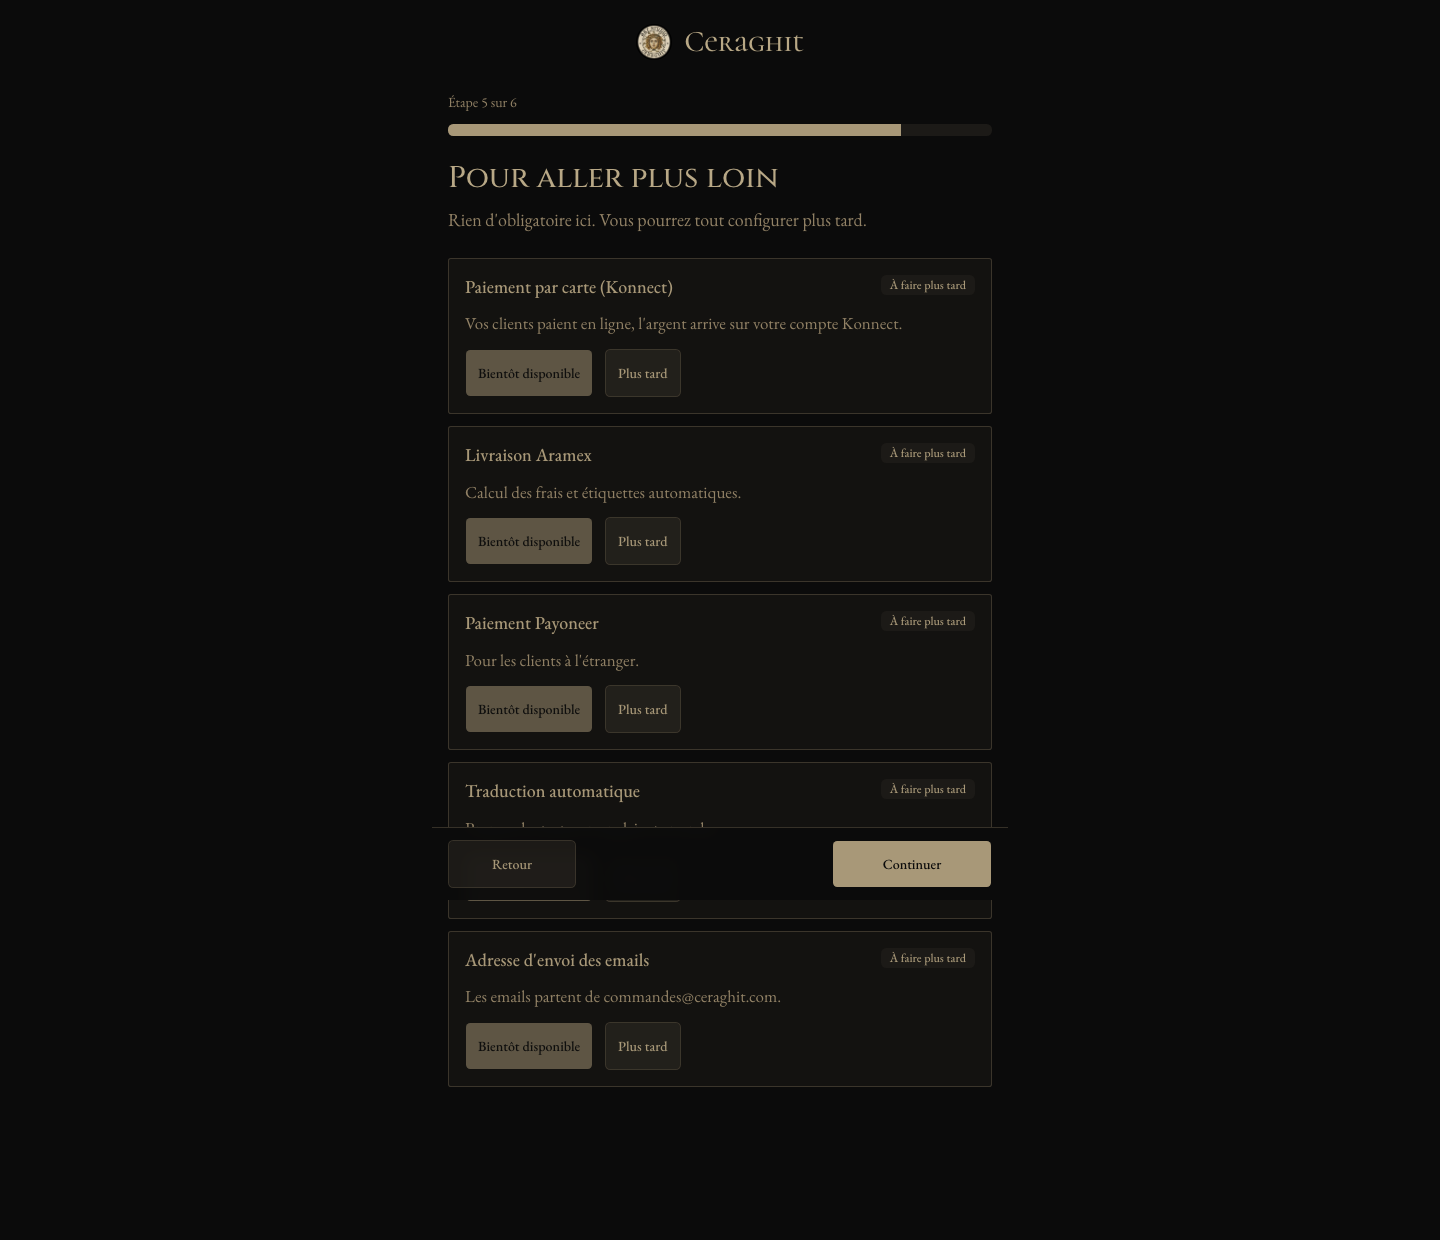 Ceraghit
Étape 5 sur 6
Pour aller plus loin
Rien d'obligatoire ici. Vous pourrez tout configurer plus tard.
Paiement par carte (Konnect)
À faire plus tard
Vos clients paient en ligne, l'argent arrive sur votre compte Konnect.
Bientôt disponible
Plus tard
Livraison Aramex
À faire plus tard
Calcul des frais et étiquettes automatiques.
Bientôt disponible
Plus tard
Paiement Payoneer
À faire plus tard
Pour les clients à l'étranger.
Bientôt disponible
Plus tard
Traduction automatique
À faire plus tard
Retour
Continuer
Adresse d'envoi des emails
À faire plus tard
Les emails partent de commandes@ceraghit.com.
Bientôt disponible
Plus tard